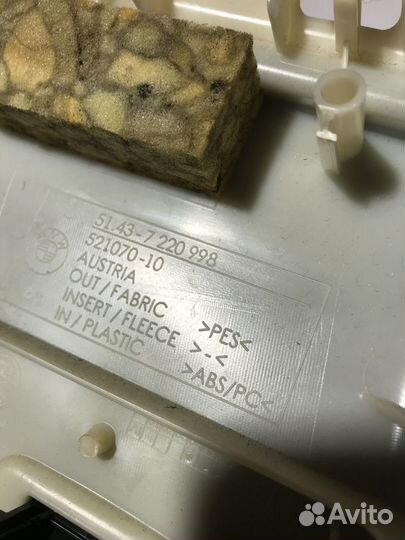 51.43-7 220 998
521070-10
AUSTRIA
OUT/FABRIC >PES<
INSERT/FLEECE >-<
IN/PLASTIC >ABS/PC<
Avito